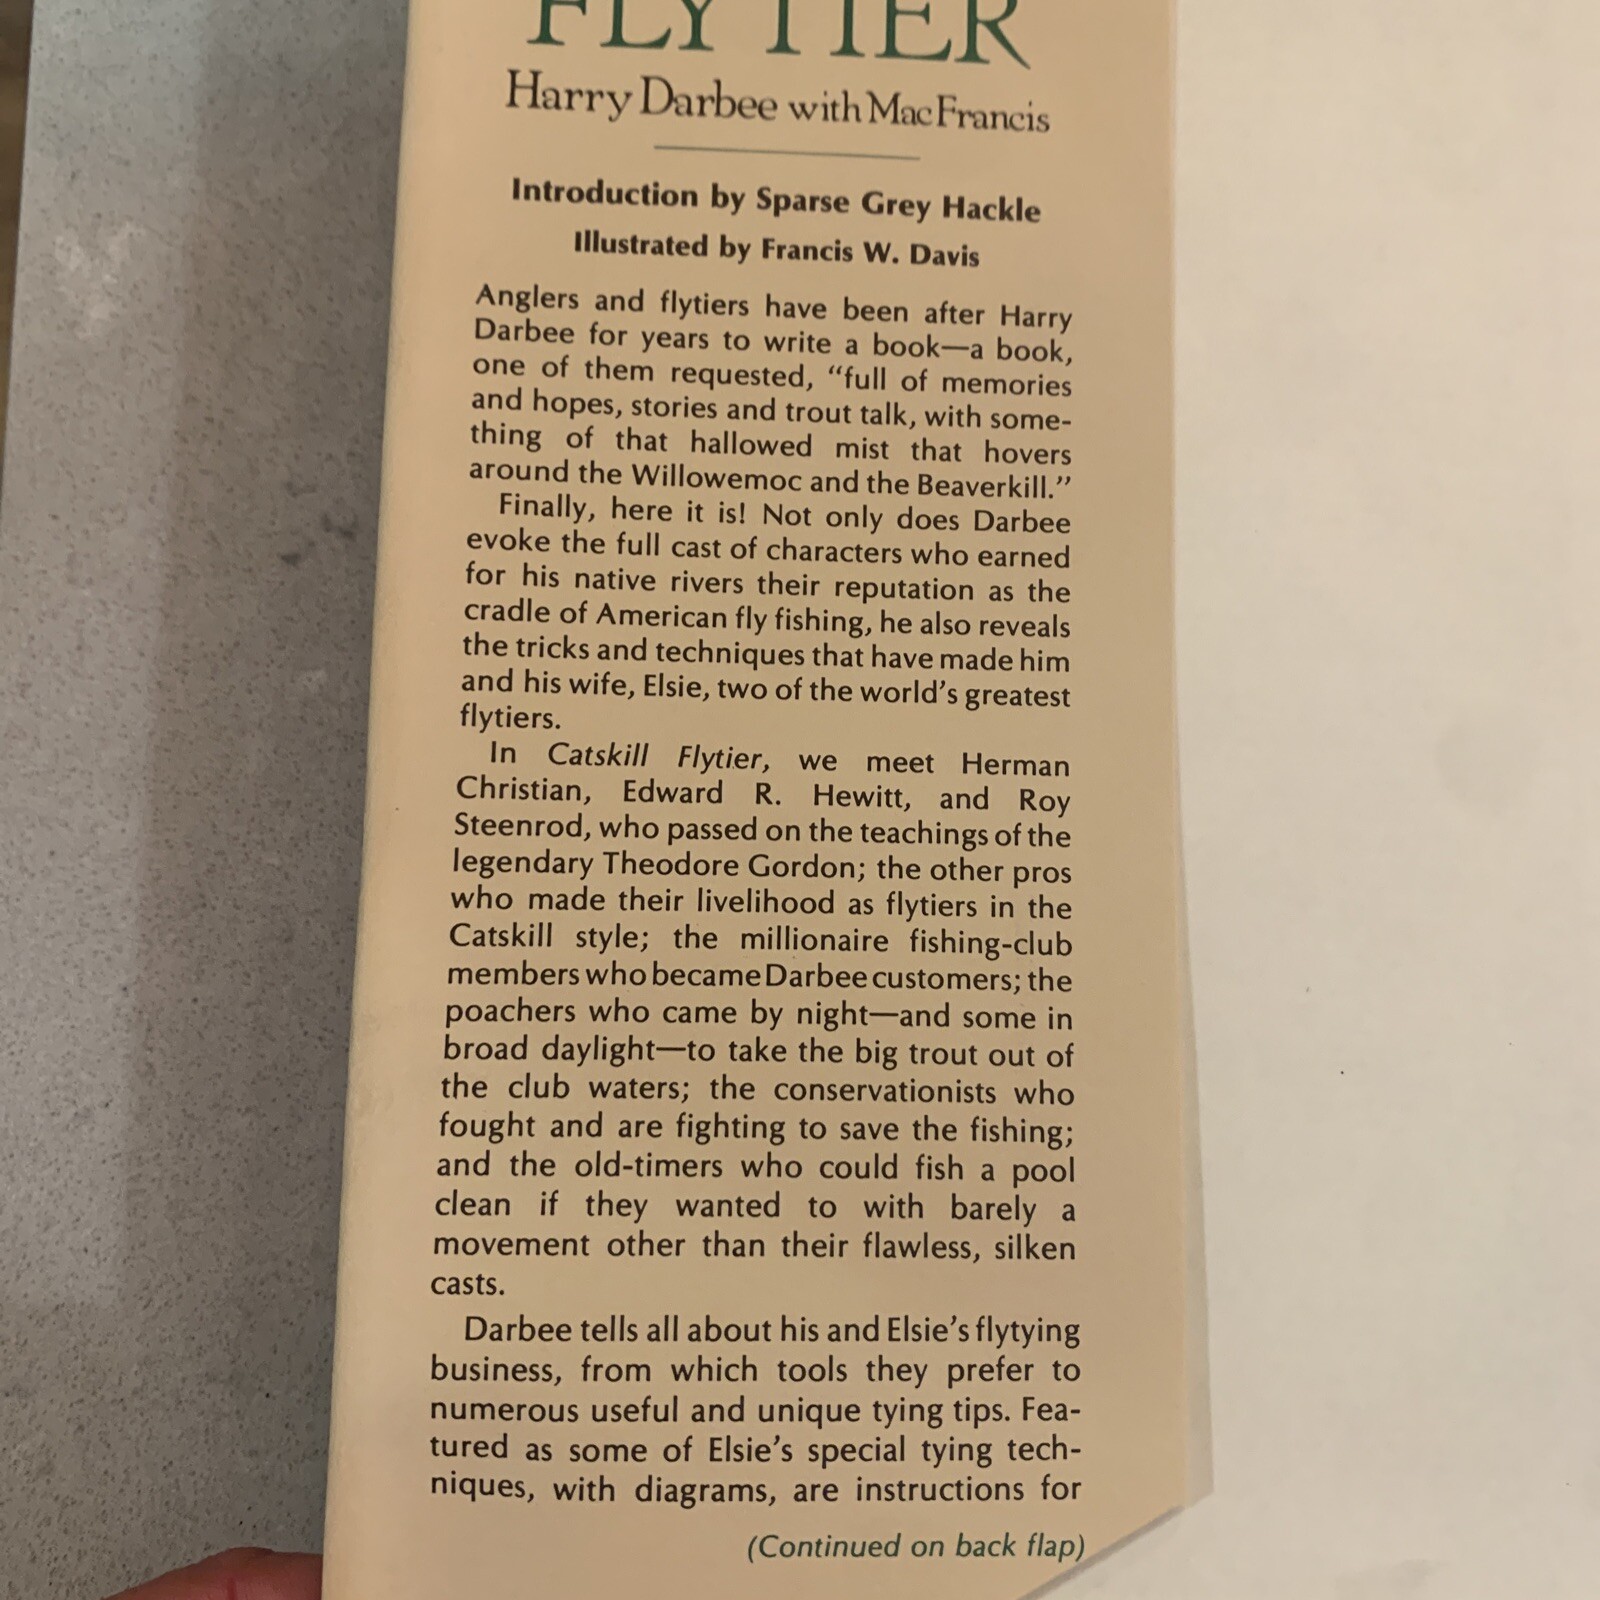 FLYTIER
Harry Darbee with Mac Francis
Introduction by Sparse Grey Hackle
Illustrated by Francis W. Davis
Anglers and flytiers have been after Harry
Darbee for years to write a book—a book,
one of them requested, “full of memories
and hopes, stories and trout talk, with some-
thing of that hallowed mist that hovers
around the Willowemoc and the Beaverkill.”
Finally, here it is! Not only does Darbee
evoke the full cast of characters who earned
for his native rivers their reputation as the
cradle of American fly fishing, he also reveals
the tricks and techniques that have made him
and his wife, Elsie, two of the world’s greatest
flytiers.
In Catskill Flytier, we meet Herman
Christian, Edward R. Hewitt, and Roy
Steenrod, who passed on the teachings of the
legendary Theodore Gordon; the other pros
who made their livelihood as flytiers in the
Catskill style; the millionaire fishing-club
members who became Darbee customers; the
poachers who came by night—and some in
broad daylight—to take the big trout out of
the club waters; the conservationists who
fought and are fighting to save the fishing;
and the old-timers who could fish a pool
clean if they wanted to with barely a
movement other than their flawless, silken
casts.
Darbee tells all about his and Elsie’s flytying
business, from which tools they prefer to
numerous useful and unique tying tips. Fea-
tured as some of Elsie’s special tying tech-
niques, with diagrams, are instructions for
(Continued on back flap)